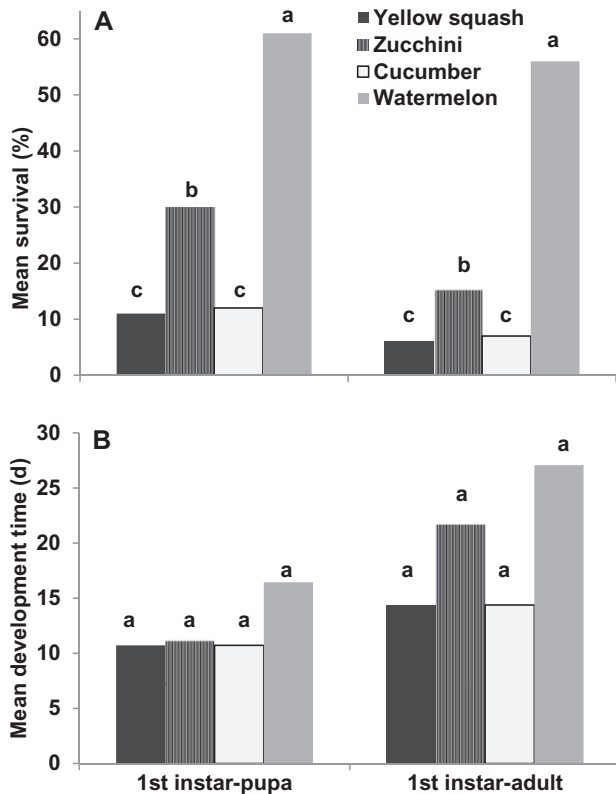 A
Yellow squash
Zucchini
Cucumber
Watermelon
Mean survival (%)
60
50
40
30
20
10
0
c
b
c
a
c
b
c
a
B
Mean development time (d)
30
25
20
15
10
5
0
a
a
a
a
a
a
a
a
1st instar-pupa
1st instar-adult